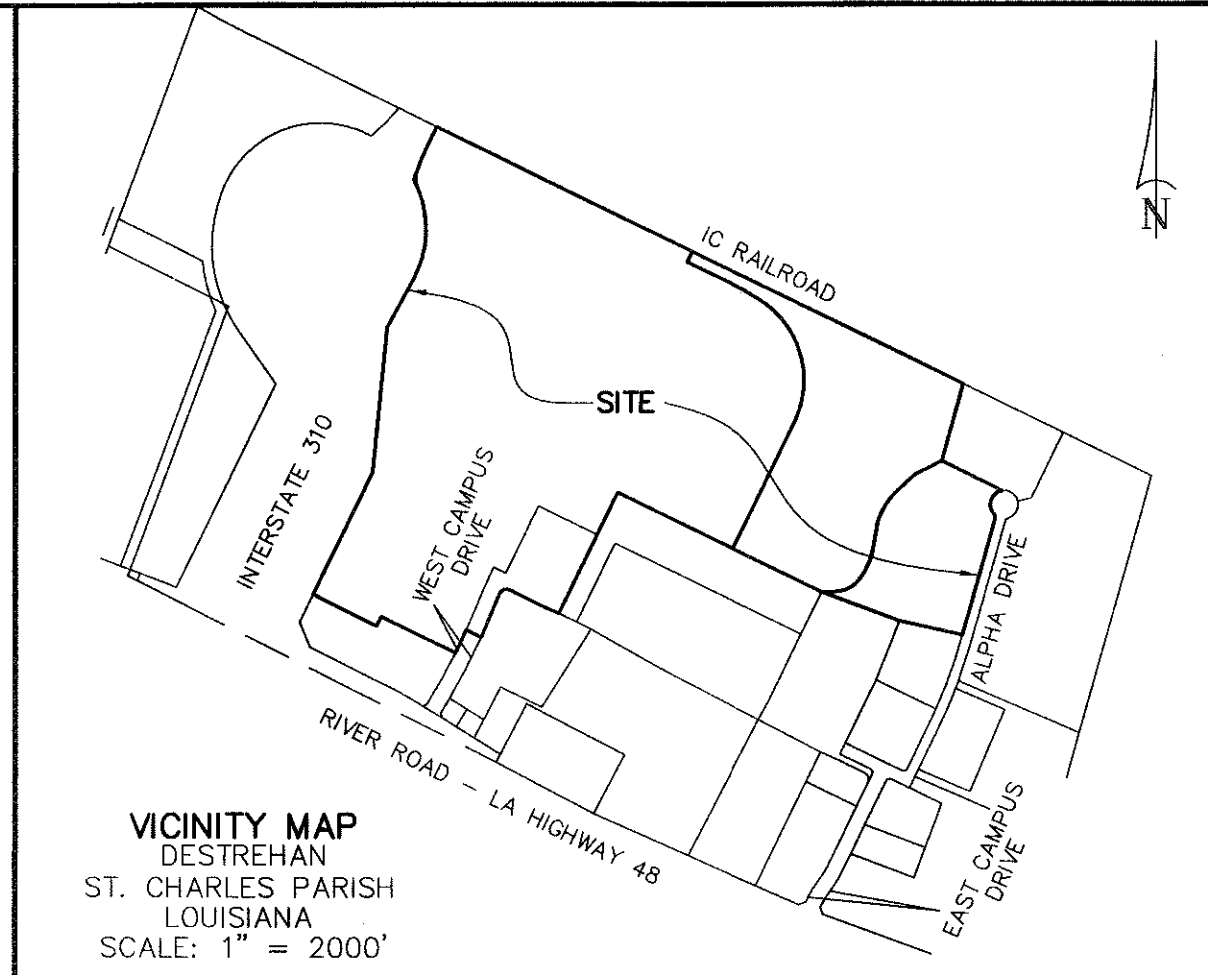 N
IC RAILROAD
SITE
INTERSTATE 310
WEST CAMPUS
DRIVE
ALPHA DRIVE
RIVER ROAD - LA HIGHWAY 48
EAST CAMPUS
DRIVE
VICINITY MAP
DESTREHAN
ST. CHARLES PARISH
LOUISIANA
SCALE: 1" = 2000'